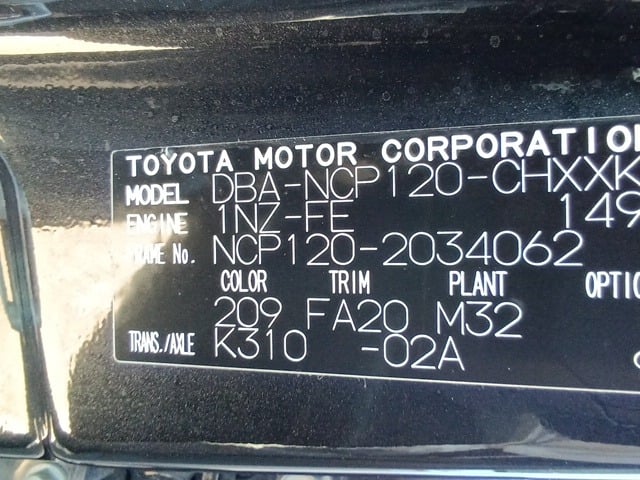 TOYOTA MOTOR CORPORATION
MODEL DBA-NCP120-CHXXK
ENGINE 1NZ-FE 149
FRAME No. NCP120-2034062
COLOR TRIM PLANT OPTIO
209 FA20 M32
TRANS./AXLE K310 -02A